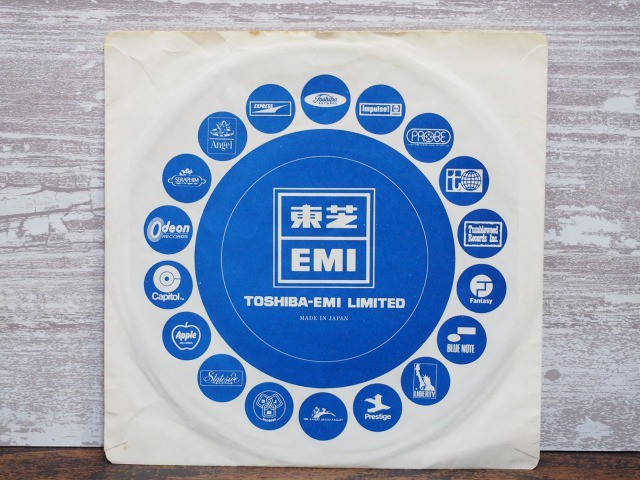 東芝
EMI
TOSHIBA-EMI LIMITED
MADE IN JAPAN
Toshiba
RECORDS
impulse!
PROBE
Tumbleweed
Records Inc.
Fantasy
BLUE NOTE
LIBERTY
Prestige
Stateside
Apple
Capitol
Odeon
RECORDS
SERAPHIM
Angel
EXPRESS